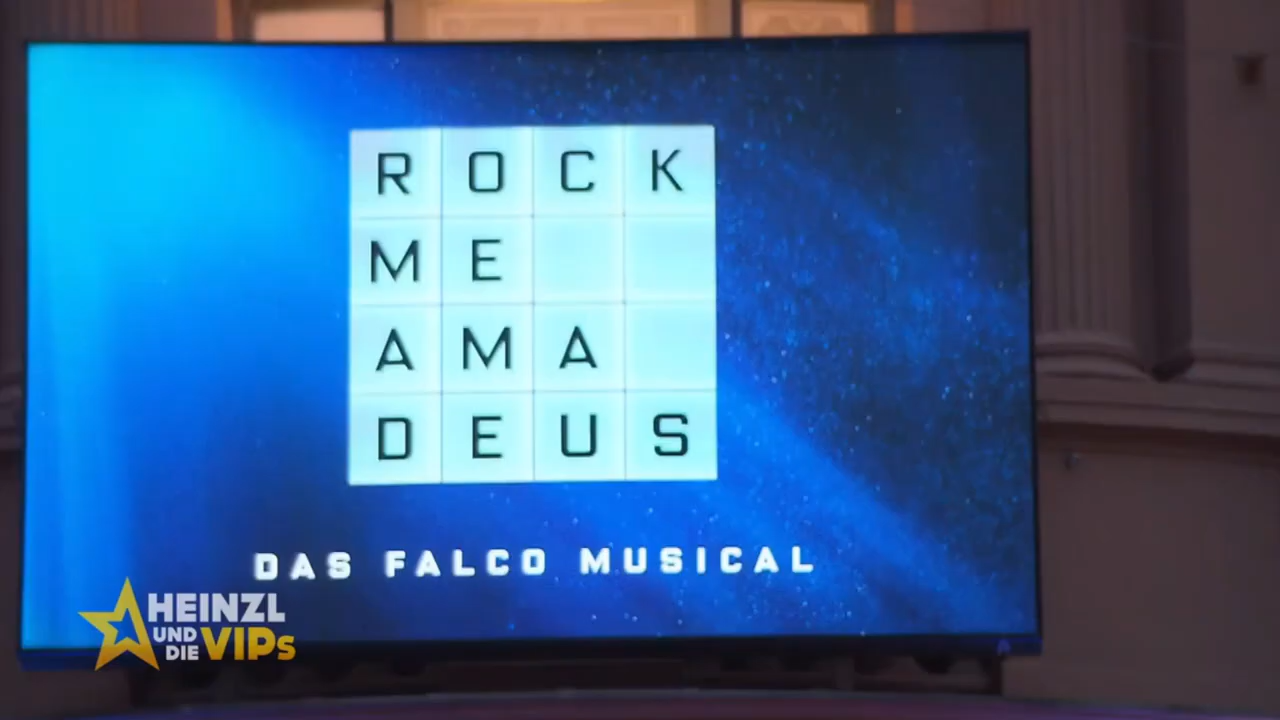 ROCK
ME
AMA
DEUS
DAS FALCO MUSICAL
HEINZL
UND
DIE VIPs